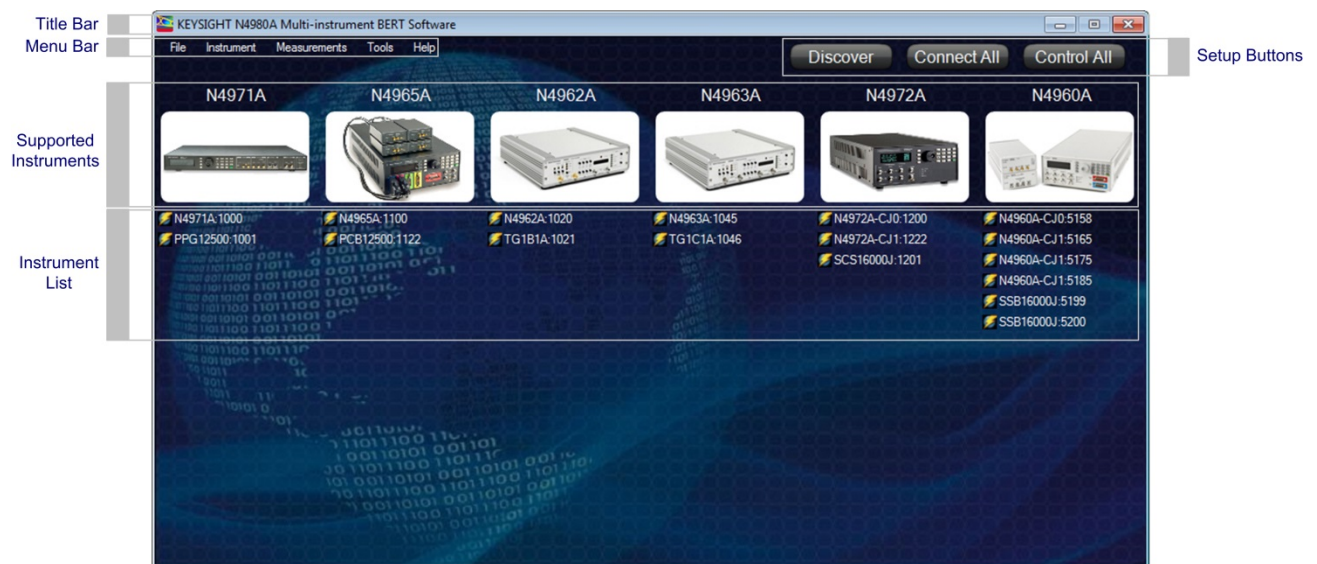 Title Bar
KEYSIGHT N4980A Multi-instrument BERT Software
Menu Bar
File Instrument Measurements Tools Help
Discover Connect All Control All
Setup Buttons
N4971A N4965A N4962A N4963A N4972A N4960A
Supported
Instruments
N4971A:1000 N4965A:1100 N4962A:1020 N4963A:1045 N4972A-CJ0:1200 N4960A-CJ0:5158
PPG12500:1001 PCB12500:1122 TG1B1A:1021 TG1C1A:1046 N4972A-CJ1:1222 N4960A-CJ1:5165
Instrument
List
SCS16000J:1201 N4960A-CJ1:5175
N4960A-CJ1:5185
SSB16000J:5199
SSB16000J:5200